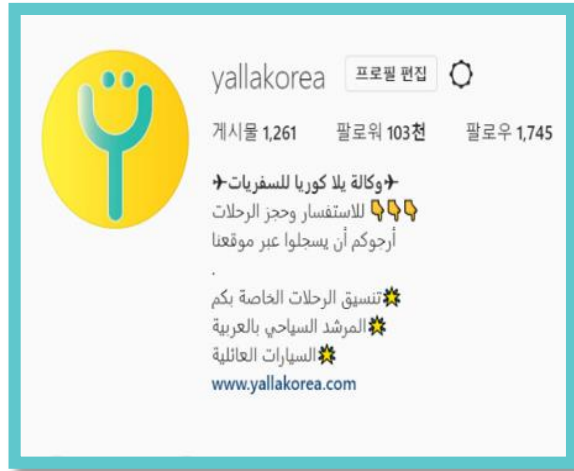 yallakorea 프로필 편집
게시물 1,261 팔로워 103천 팔로우 1,745
✈وكالة يلا كوريا للسفريات✈
👇👇👇 للاستفسار وحجز الرحلات
أرجوكم أن يسجلوا عبر موقعنا
.
🌟تنسيق الرحلات الخاصة بكم
🌟المرشد السياحي بالعربية
🌟السيارات العائلية
www.yallakorea.com